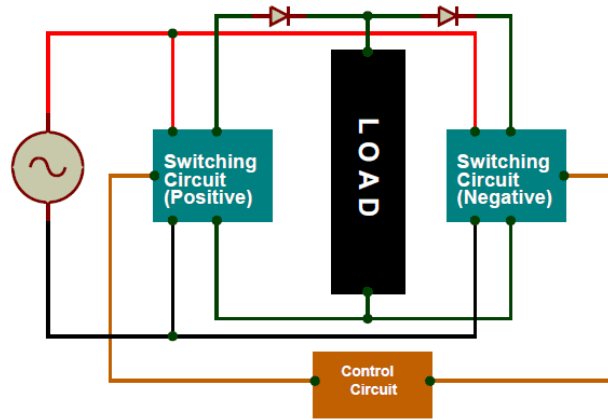 Switching
Circuit
(Positive)
LOAD
Switching
Circuit
(Negative)
Control
Circuit